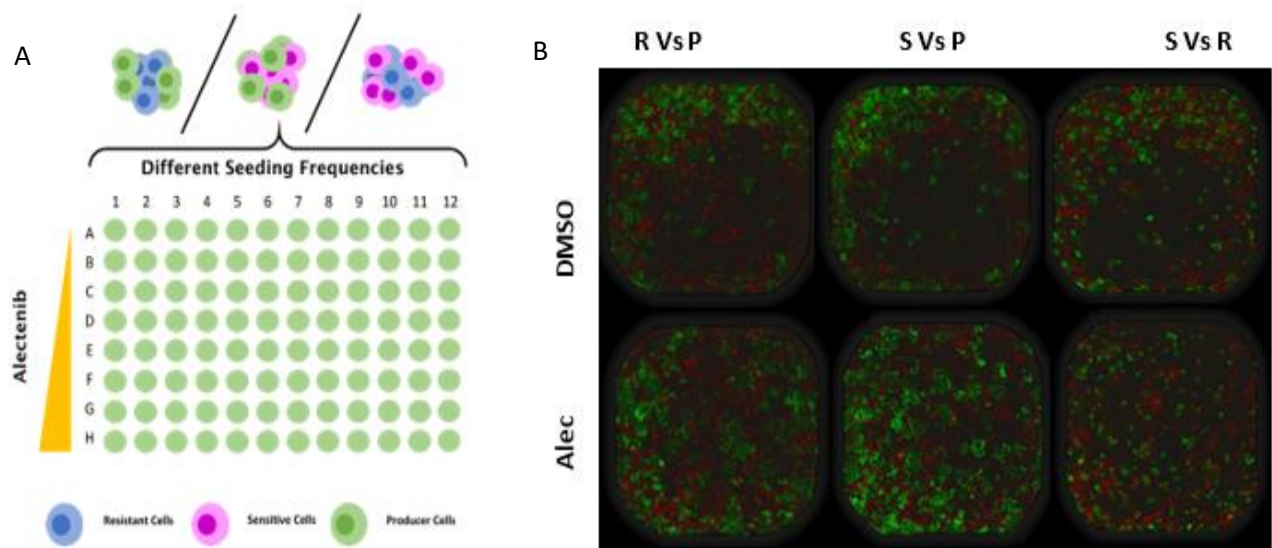 A
Different Seeding Frequencies
1 2 3 4 5 6 7 8 9 10 11 12
A
B
C
D
E
F
G
H
Alectenib
Resistant Cells
Sensitive Cells
Producer Cells
B
R Vs P
S Vs P
S Vs R
DMSO
Alec